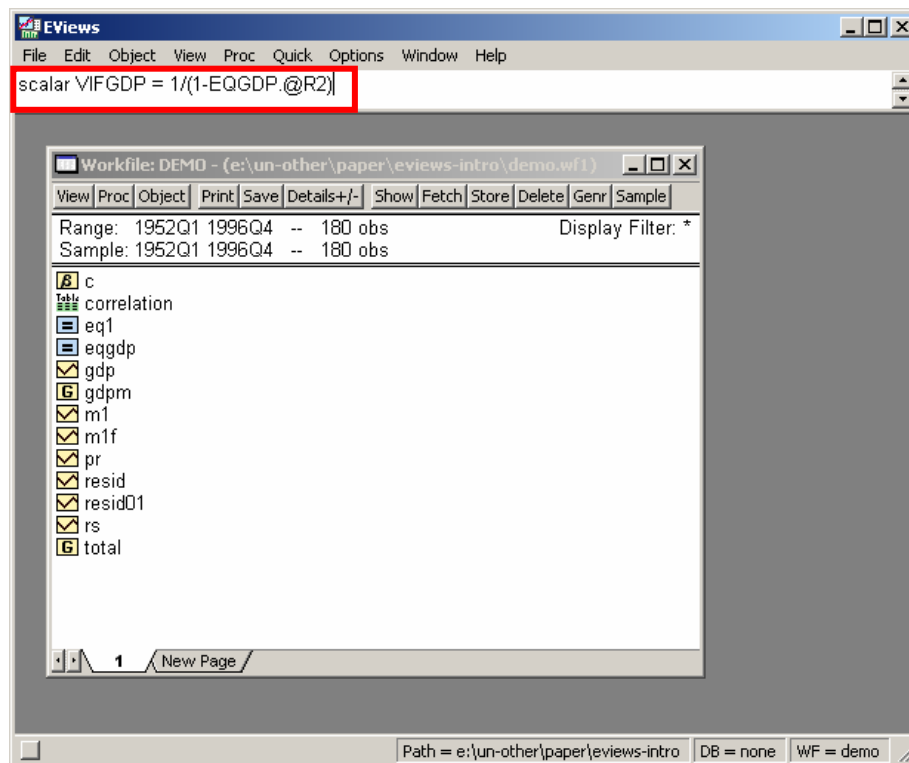 EViews
File Edit Object View Proc Quick Options Window Help
scalar VIFGDP = 1/(1-EQGDP.@R2)
Workfile: DEMO - (e:\un-other\paper\eviews-intro\demo.wf1)
View Proc Object Print Save Details+/- Show Fetch Store Delete Genr Sample
Range: 1952Q1 1996Q4 -- 180 obs Display Filter: *
Sample: 1952Q1 1996Q4 -- 180 obs
β c
Table correlation
= eq1
= eqgdp
gdp
G gdpm
m1
m1f
pr
resid
resid01
rs
G total
1 New Page
Path = e:\un-other\paper\eviews-intro DB = none WF = demo